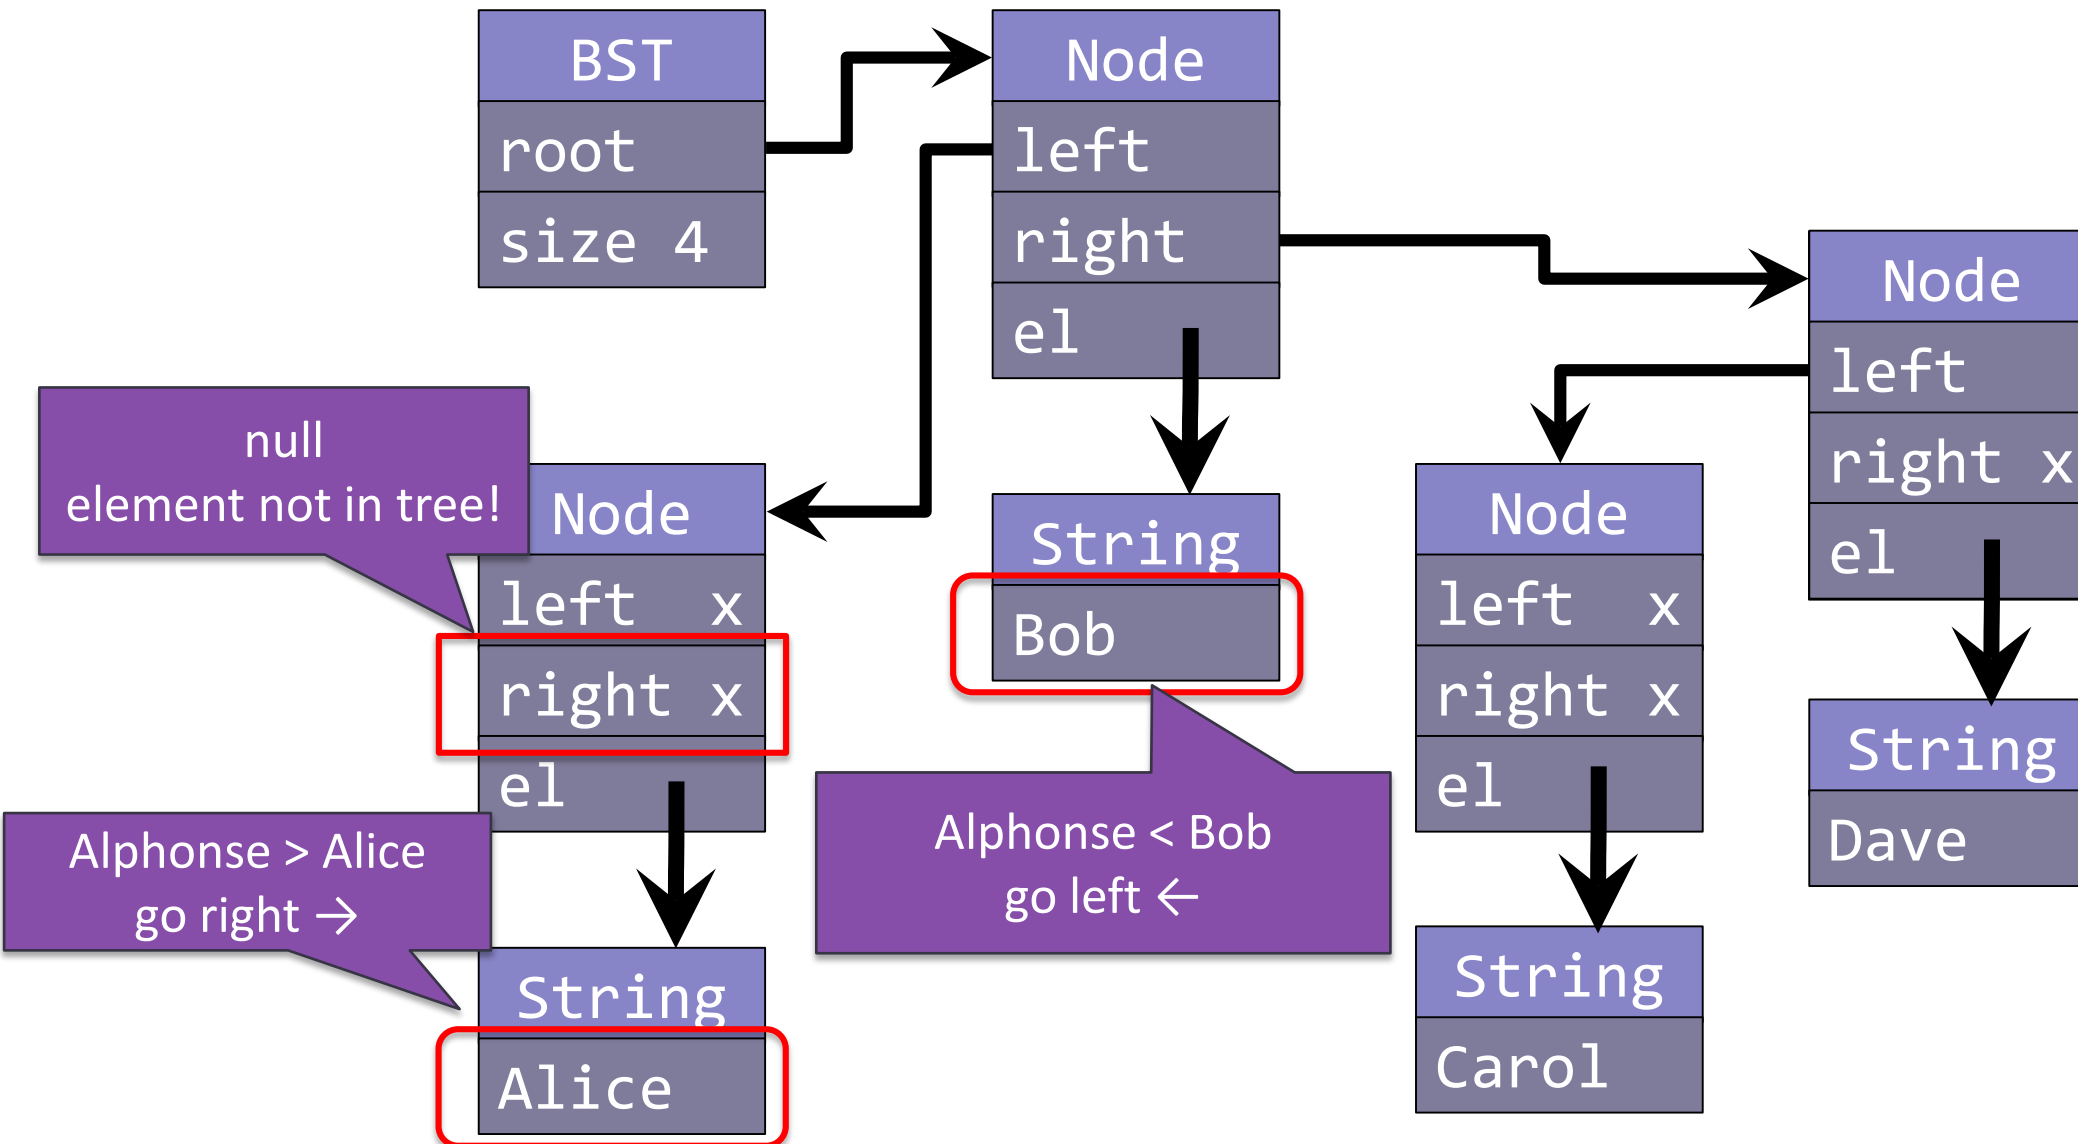 BST
root
size 4
Node
left
right
el
Node
left
right x
el
null
element not in tree!
Node
left x
right x
el
String
Bob
Node
left x
right x
el
String
Dave
Alphonse > Alice
go right →
Alphonse < Bob
go left ←
String
Alice
String
Carol